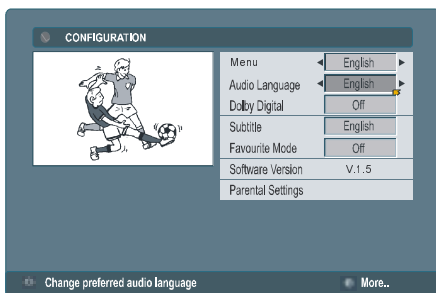 CONFIGURATION
Menu English
Audio Language English
Dolby Digital Off
Subtitle English
Favourite Mode Off
Software Version V.1.5
Parental Settings
Change preferred audio language More..